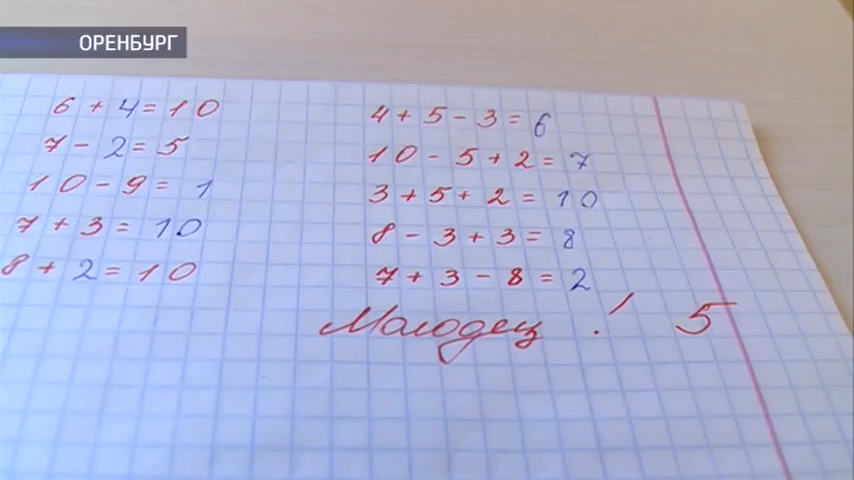 ОРЕНБУРГ
6 + 4 = 10
7 - 2 = 5
10 - 9 = 1
7 + 3 = 10
8 + 2 = 10
4 + 5 - 3 = 6
10 - 5 + 2 = 7
3 + 5 + 2 = 10
8 - 3 + 3 = 8
7 + 3 - 8 = 2
Молодец ! 5